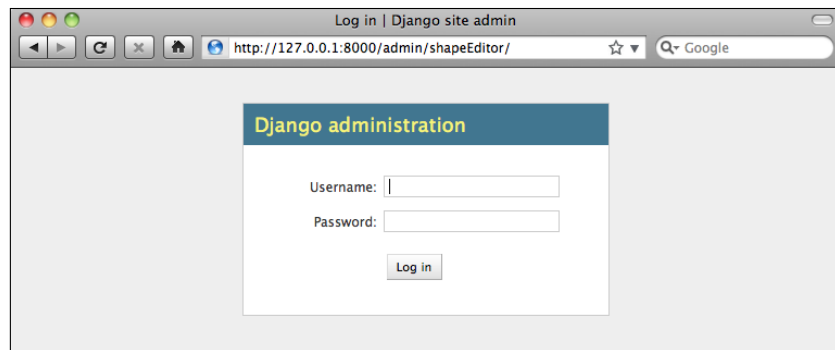 Log in | Django site admin
http://127.0.0.1:8000/admin/shapeEditor/
Google
Django administration
Username:
Password:
Log in